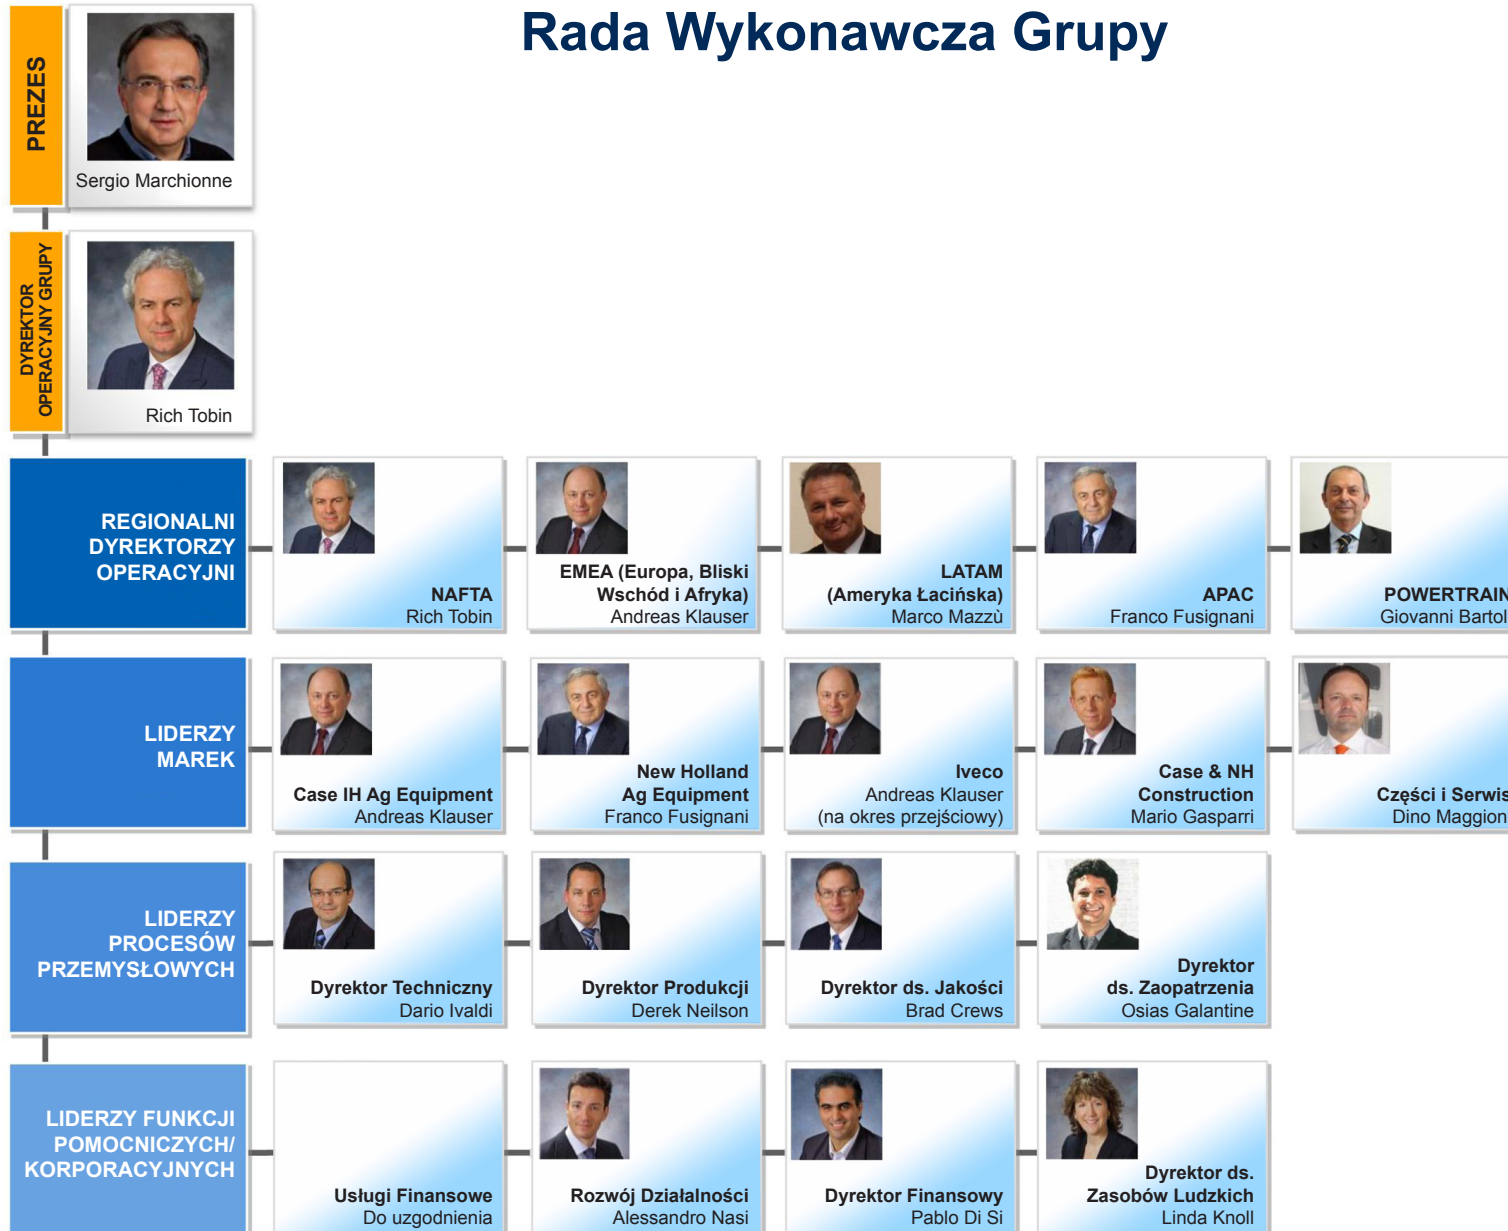 Rada Wykonawcza Grupy
PREZES
Sergio Marchionne
DYREKTOR
OPERACYJNY GRUPY
Rich Tobin
REGIONALNI
DYREKTORZY
OPERACYJNI
NAFTA
Rich Tobin
EMEA (Europa, Bliski
Wschód i Afryka)
Andreas Klauser
LATAM
(Ameryka Łacińska)
Marco Mazzù
APAC
Franco Fusignani
POWERTRAIN
Giovanni Bartol
LIDERZY
MAREK
Case IH Ag Equipment
Andreas Klauser
New Holland
Ag Equipment
Franco Fusignani
Iveco
Andreas Klauser
(na okres przejściowy)
Case & NH
Construction
Mario Gasparri
Części i Serwis
Dino Maggion
LIDERZY
PROCESÓW
PRZEMYSŁOWYCH
Dyrektor Techniczny
Dario Ivaldi
Dyrektor Produkcji
Derek Neilson
Dyrektor ds. Jakości
Brad Crews
Dyrektor
ds. Zaopatrzenia
Osias Galantine
LIDERZY FUNKCJI
POMOCNICZYCH/
KORPORACYJNYCH
Usługi Finansowe
Do uzgodnienia
Rozwój Działalności
Alessandro Nasi
Dyrektor Finansowy
Pablo Di Si
Dyrektor ds.
Zasobów Ludzkich
Linda Knoll